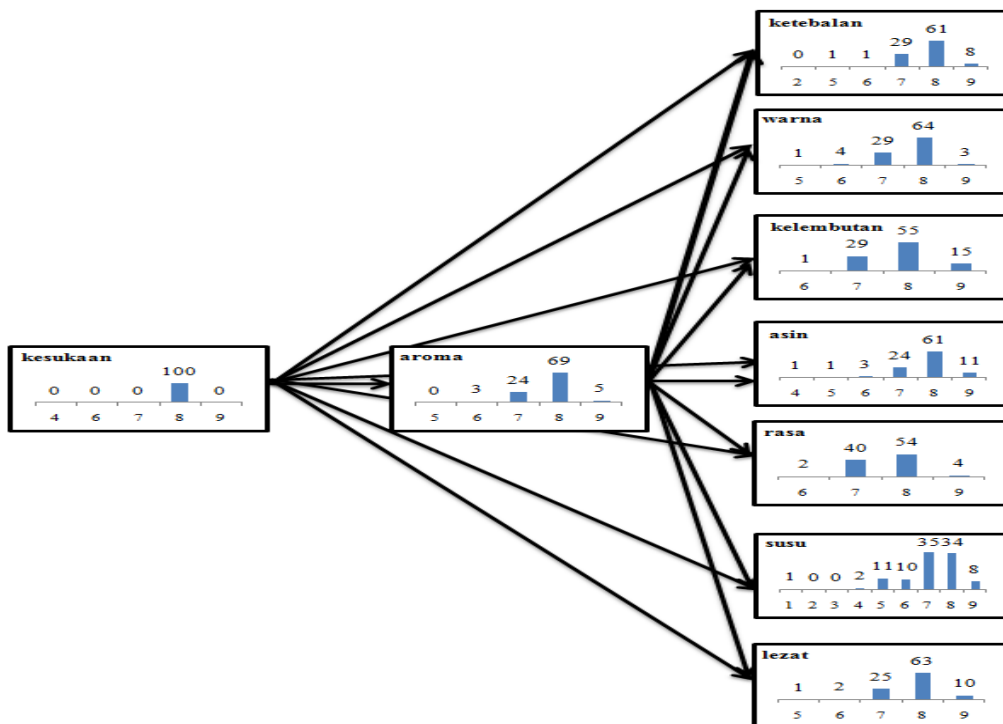 ketebalan
0 1 1 29 61 8
2 5 6 7 8 9
warna
1 4 29 64 3
5 6 7 8 9
kelembutan
1 29 55 15
6 7 8 9
kesukaan
0 0 0 100 0
4 6 7 8 9
aroma
0 3 24 69 5
5 6 7 8 9
asin
1 1 3 24 61 11
4 5 6 7 8 9
rasa
2 40 54 4
6 7 8 9
susu
1 0 0 2 11 10 35 34 8
1 2 3 4 5 6 7 8 9
lezat
1 2 25 63 10
5 6 7 8 9